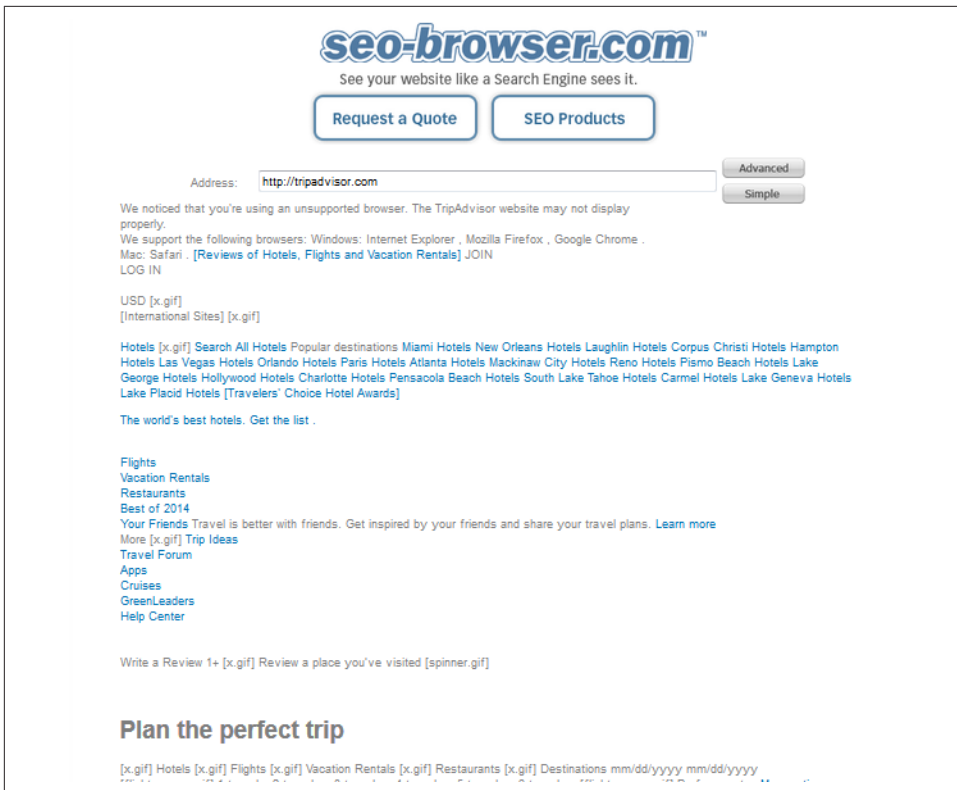 seo-browser.com™
See your website like a Search Engine sees it.
Request a Quote SEO Products
Advanced
Address: http://tripadvisor.com
Simple
We noticed that you're using an unsupported browser. The TripAdvisor website may not display
properly.
We support the following browsers: Windows: Internet Explorer , Mozilla Firefox , Google Chrome .
Mac: Safari . [Reviews of Hotels, Flights and Vacation Rentals] JOIN
LOG IN
USD [x.gif]
[International Sites] [x.gif]
Hotels [x.gif] Search All Hotels Popular destinations Miami Hotels New Orleans Hotels Laughlin Hotels Corpus Christi Hotels Hampton
Hotels Las Vegas Hotels Orlando Hotels Paris Hotels Atlanta Hotels Mackinaw City Hotels Reno Hotels Pismo Beach Hotels Lake
George Hotels Hollywood Hotels Charlotte Hotels Pensacola Beach Hotels South Lake Tahoe Hotels Carmel Hotels Lake Geneva Hotels
Lake Placid Hotels [Travelers' Choice Hotel Awards]
The world's best hotels. Get the list .
Flights
Vacation Rentals
Restaurants
Best of 2014
Your Friends Travel is better with friends. Get inspired by your friends and share your travel plans. Learn more
More [x.gif] Trip Ideas
Travel Forum
Apps
Cruises
GreenLeaders
Help Center
Write a Review 1+ [x.gif] Review a place you've visited [spinner.gif]
Plan the perfect trip
[x.gif] Hotels [x.gif] Flights [x.gif] Vacation Rentals [x.gif] Restaurants [x.gif] Destinations mm/dd/yyyy mm/dd/yyyy